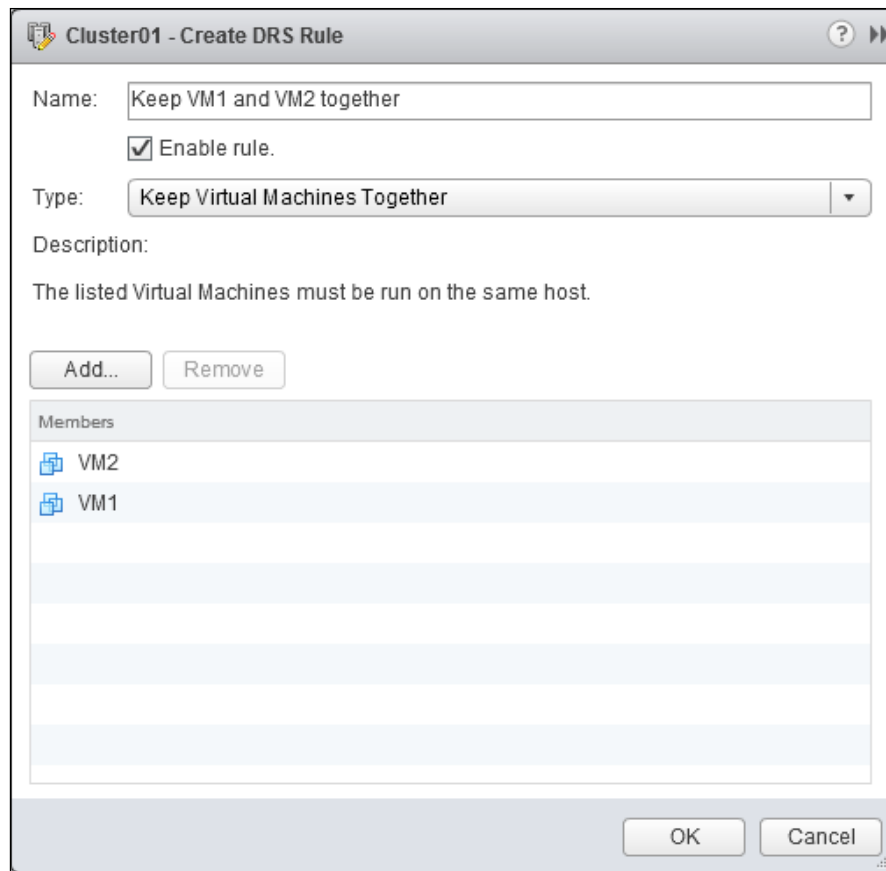 Cluster01 - Create DRS Rule ?
Name: Keep VM1 and VM2 together
Enable rule.
Type: Keep Virtual Machines Together
Description:
The listed Virtual Machines must be run on the same host.
Add... Remove
Members
VM2
VM1
OK Cancel